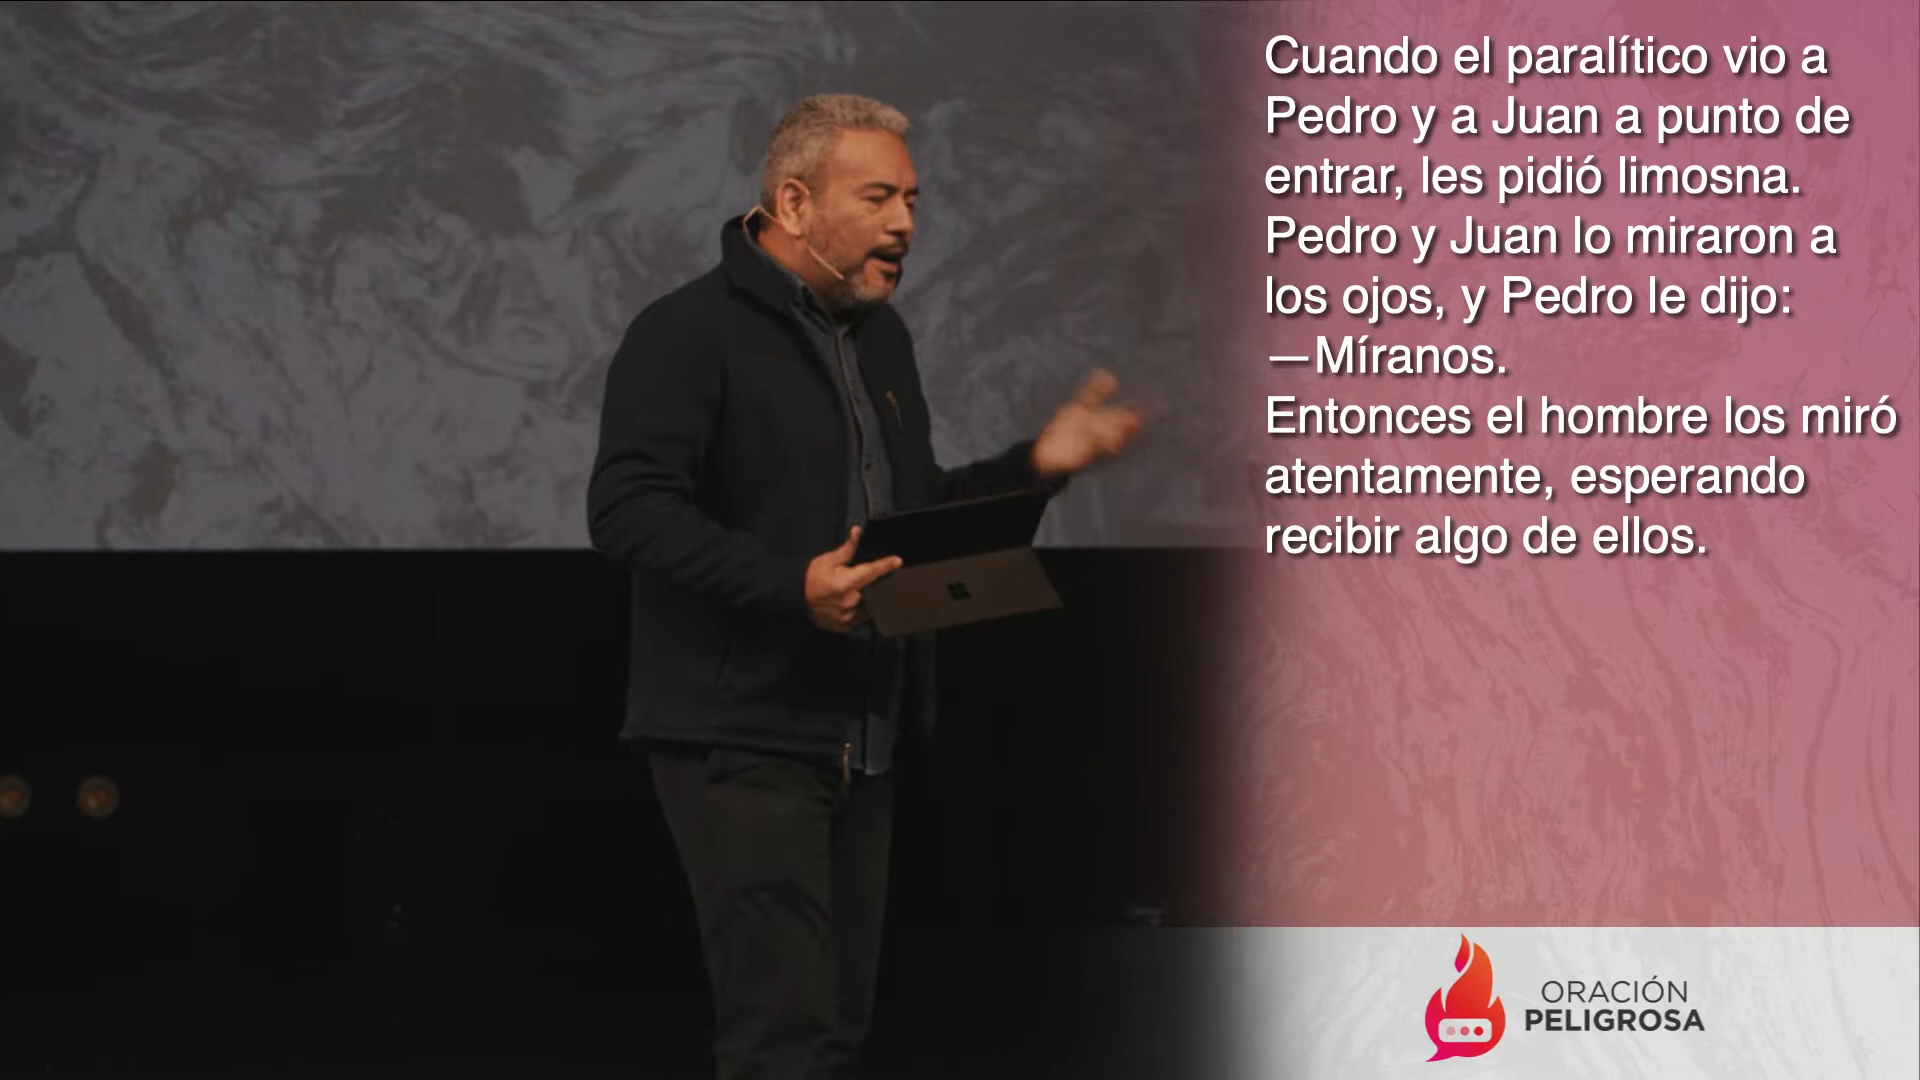 Cuando el paralítico vio a
Pedro y a Juan a punto de
entrar, les pidió limosna.
Pedro y Juan lo miraron a
los ojos, y Pedro le dijo:
—Míranos.
Entonces el hombre los miró
atentamente, esperando
recibir algo de ellos.
ORACIÓN
PELIGROSA